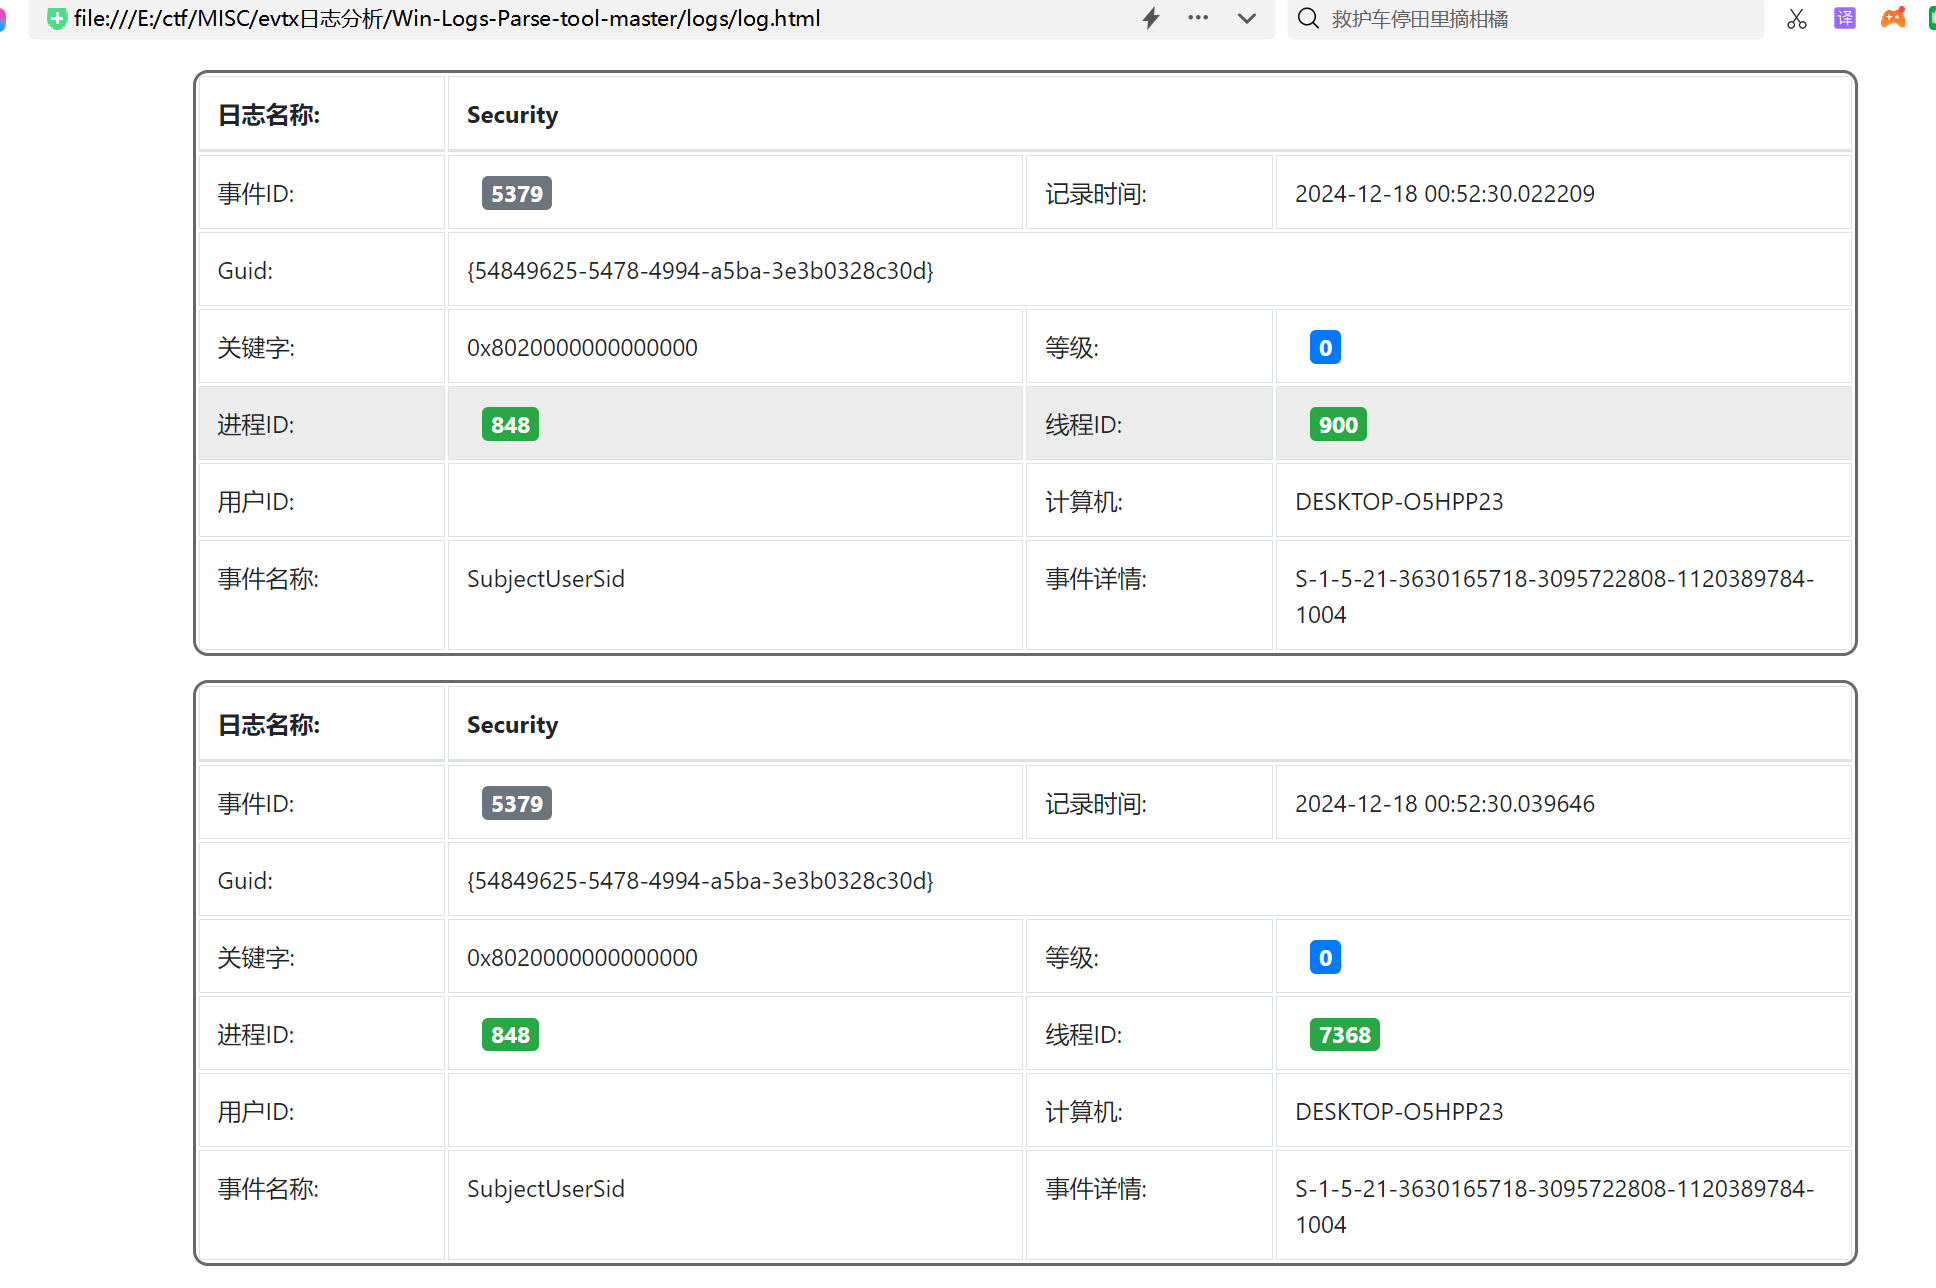 file:///E:/ctf/MISC/evtx日志分析/Win-Logs-Parse-tool-master/logs/log.html 救护车停田里摘柑橘 译
日志名称: Security
事件ID: 5379 记录时间: 2024-12-18 00:52:30.022209
Guid: {54849625-5478-4994-a5ba-3e3b0328c30d}
关键字: 0x8020000000000000 等级: 0
进程ID: 848 线程ID: 900
用户ID: 计算机: DESKTOP-O5HPP23
事件名称: SubjectUserSid 事件详情: S-1-5-21-3630165718-3095722808-1120389784-
1004
日志名称: Security
事件ID: 5379 记录时间: 2024-12-18 00:52:30.039646
Guid: {54849625-5478-4994-a5ba-3e3b0328c30d}
关键字: 0x8020000000000000 等级: 0
进程ID: 848 线程ID: 7368
用户ID: 计算机: DESKTOP-O5HPP23
事件名称: SubjectUserSid 事件详情: S-1-5-21-3630165718-3095722808-1120389784-
1004